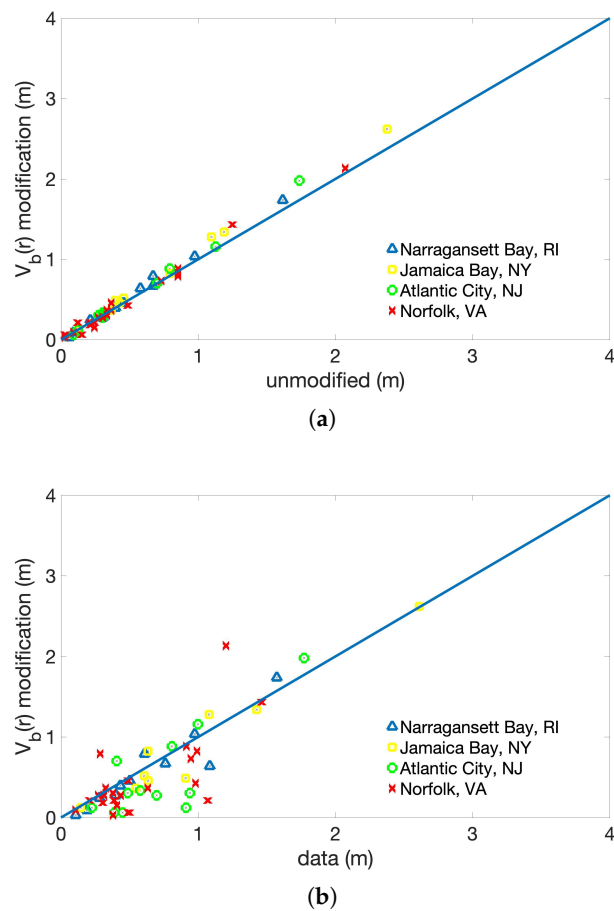 4
3
2
1
0
V_b(r) modification (m)
Narragansett Bay, RI
Jamaica Bay, NY
Atlantic City, NJ
Norfolk, VA
0 1 2 3 4
unmodified (m)
(a)
4
3
2
1
0
V_b(r) modification (m)
Narragansett Bay, RI
Jamaica Bay, NY
Atlantic City, NJ
Norfolk, VA
0 1 2 3 4
data (m)
(b)